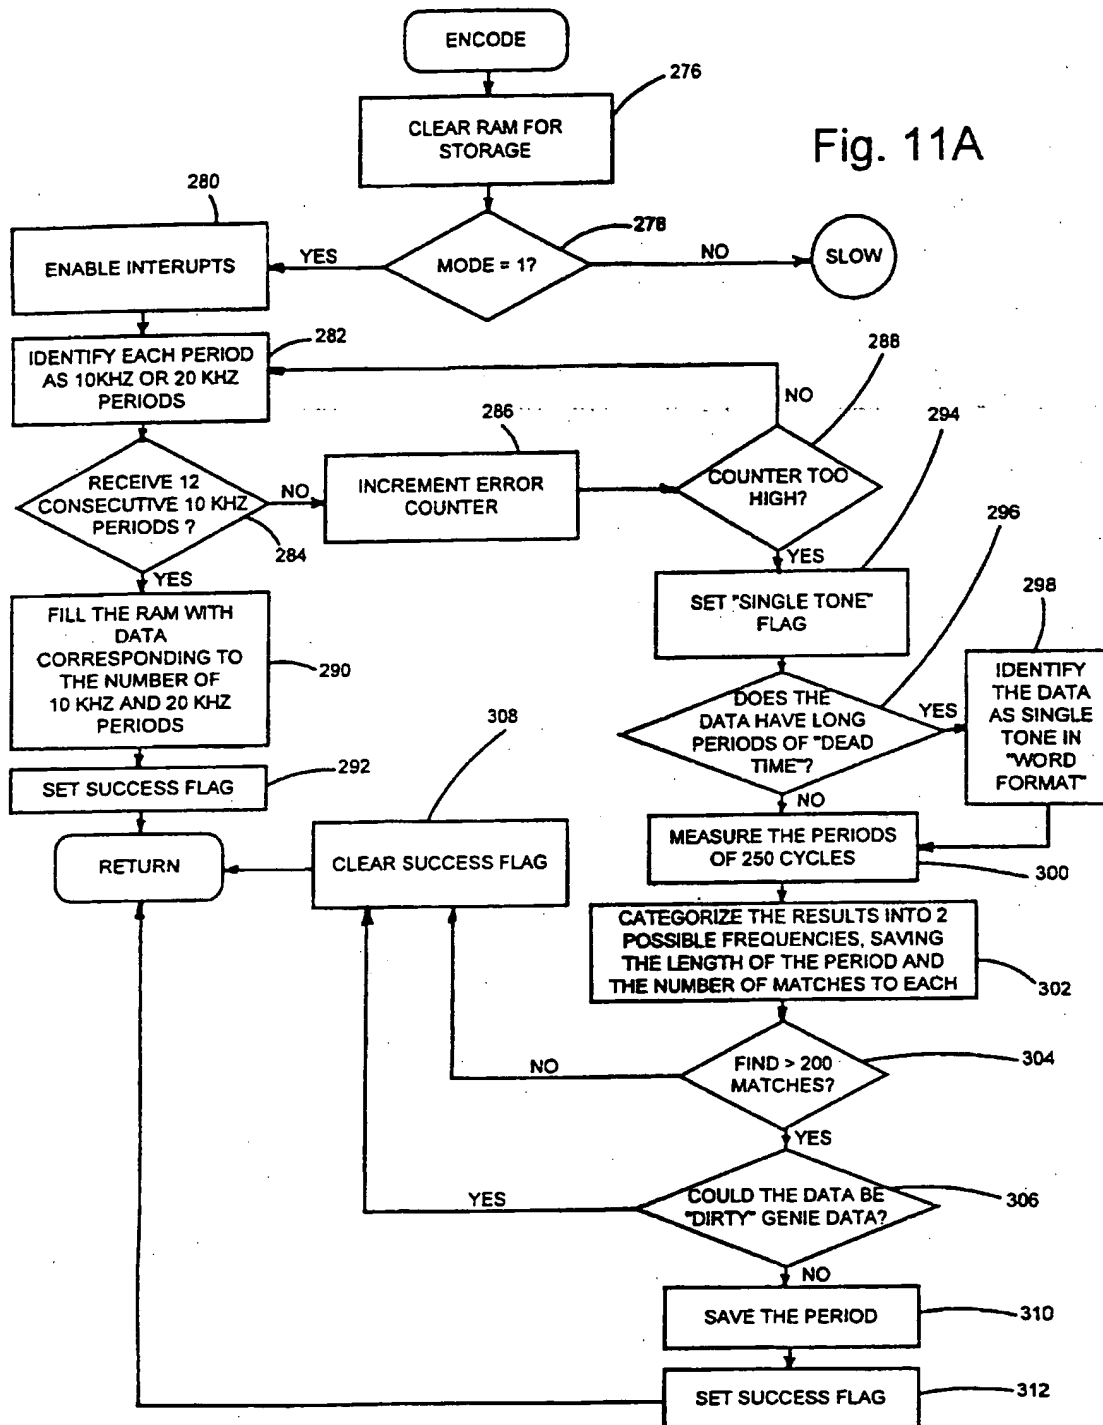 ENCODE
276
CLEAR RAM FOR
STORAGE
Fig. 11A
280
278
MODE = 1?
YES
NO
SLOW
ENABLE INTERUPTS
282
IDENTIFY EACH PERIOD
AS 10KHZ OR 20 KHZ
PERIODS
288
NO
286
294
RECEIVE 12
CONSECUTIVE 10 KHZ
PERIODS ?
NO
INCREMENT ERROR
COUNTER
COUNTER TOO
HIGH?
284
296
YES
YES
FILL THE RAM WITH
DATA
CORRESPONDING TO
THE NUMBER OF
10 KHZ AND 20 KHZ
PERIODS
290
SET "SINGLE TONE"
FLAG
298
IDENTIFY
THE DATA
AS SINGLE
TONE IN
"WORD
FORMAT"
DOES THE
DATA HAVE LONG
PERIODS OF "DEAD
TIME"?
YES
308
292
SET SUCCESS FLAG
NO
RETURN
CLEAR SUCCESS FLAG
MEASURE THE PERIODS
OF 250 CYCLES
300
CATEGORIZE THE RESULTS INTO 2
POSSIBLE FREQUENCIES, SAVING
THE LENGTH OF THE PERIOD AND
THE NUMBER OF MATCHES TO EACH
302
304
NO
FIND > 200
MATCHES?
YES
YES
COULD THE DATA BE
"DIRTY" GENIE DATA?
306
NO
SAVE THE PERIOD
310
SET SUCCESS FLAG
312